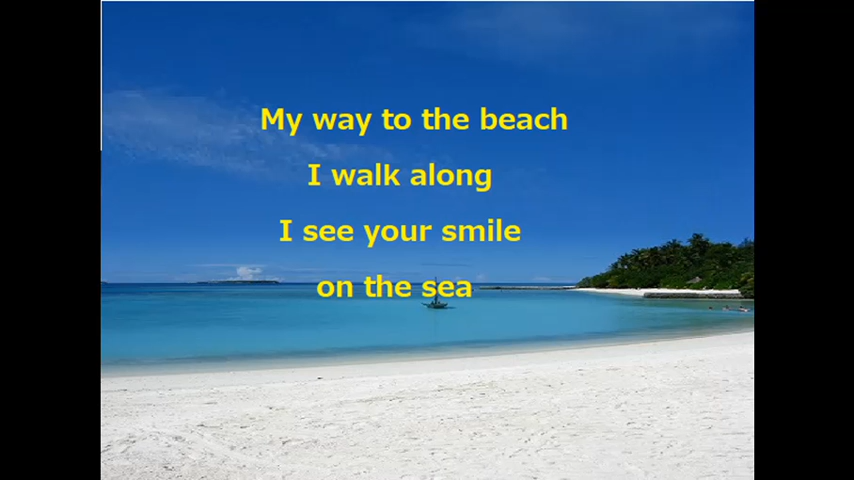 My way to the beach
I walk along
I see your smile
on the sea